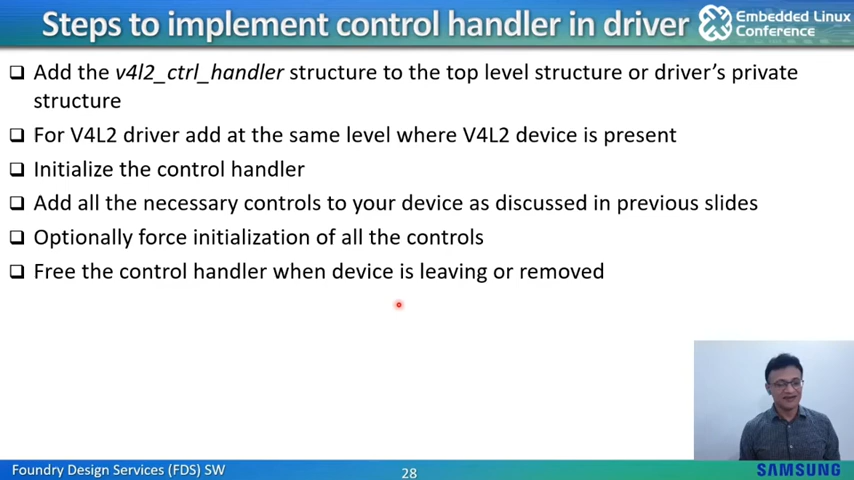 Steps to implement control handler in driver
Embedded Linux
Conference
Add the v4l2_ctrl_handler structure to the top level structure or driver's private
structure
For V4L2 driver add at the same level where V4L2 device is present
Initialize the control handler
Add all the necessary controls to your device as discussed in previous slides
Optionally force initialization of all the controls
Free the control handler when device is leaving or removed
Foundry Design Services (FDS) SW
28
SAMSUNG